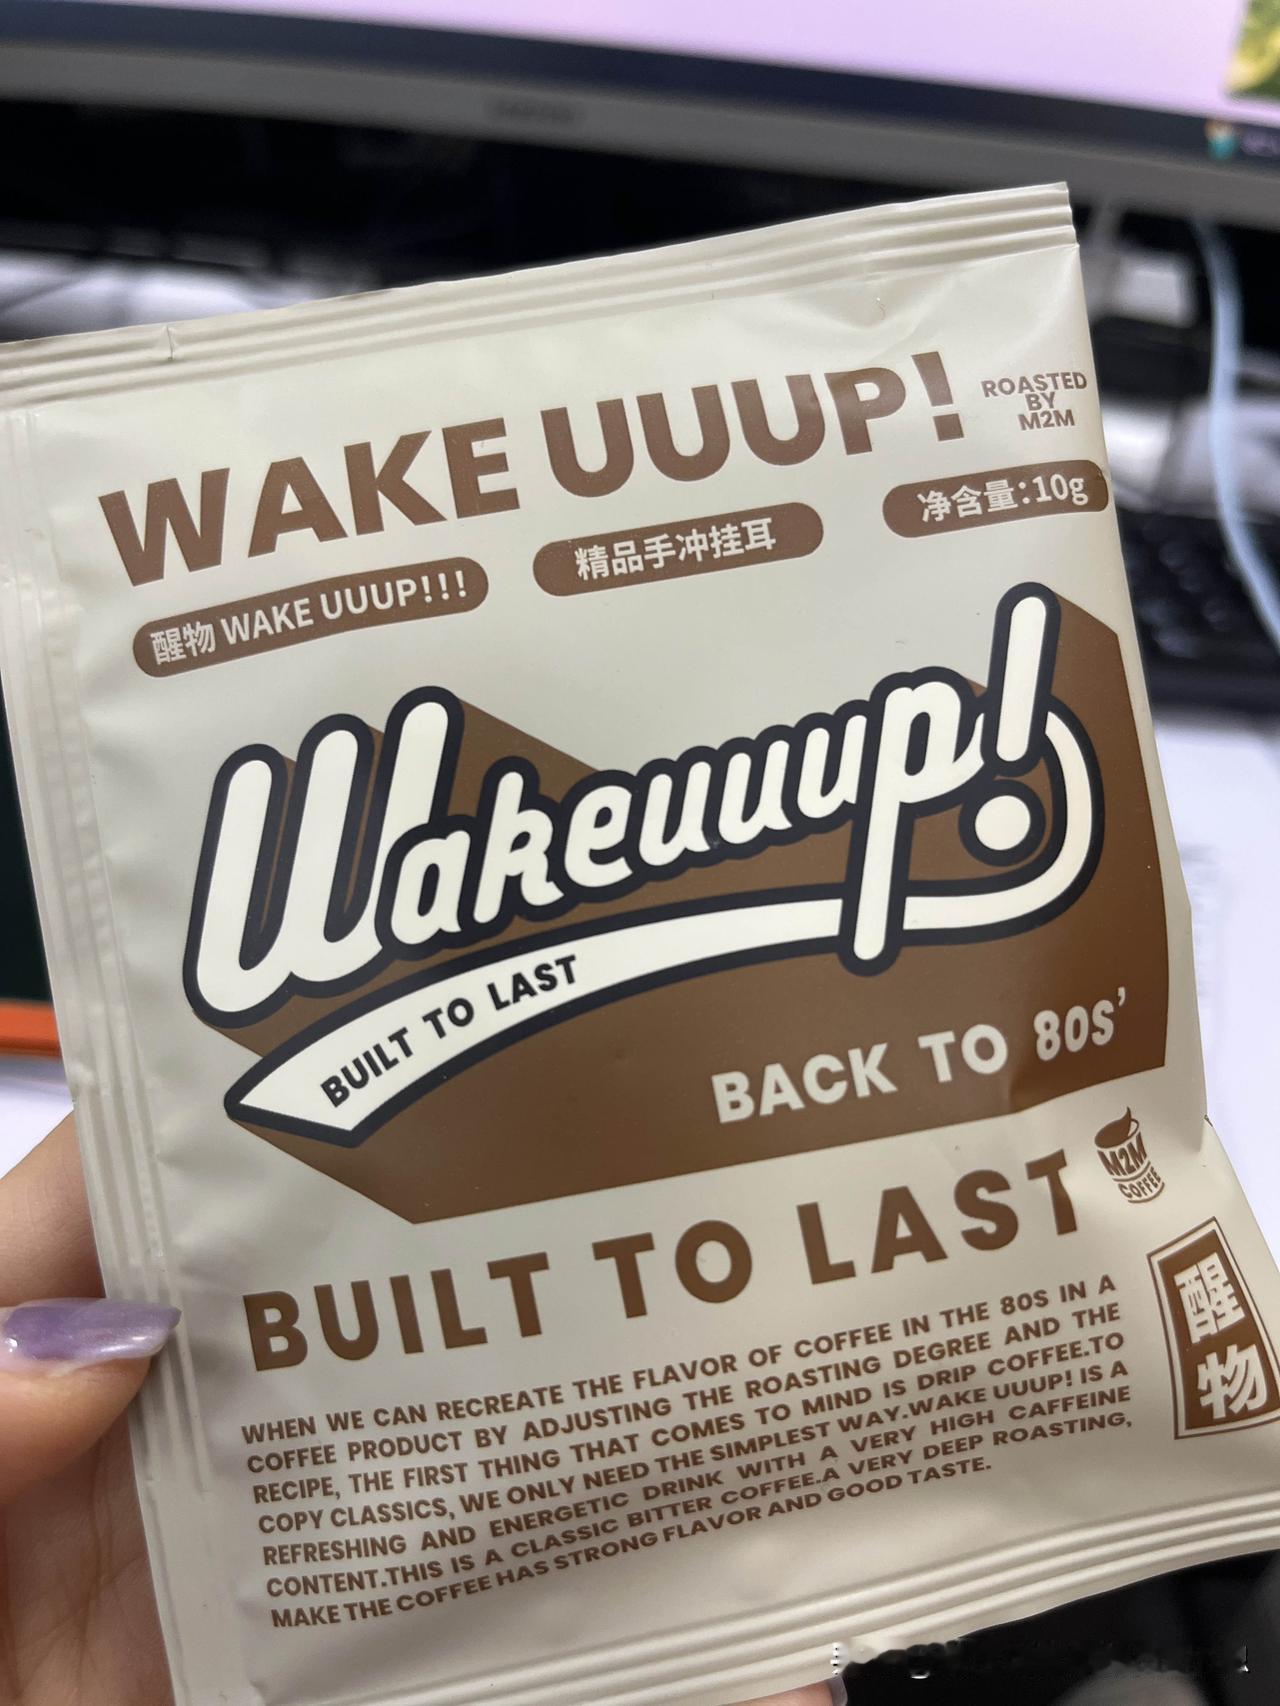 WAKE UUUP!
ROASTED
BY
M2M
醒物 WAKE UUUP!!!
精品手冲挂耳
净含量:10g
Wakeuuup!
BUILT TO LAST
BACK TO 80S'
BUILT TO LAST
M2M
COFFEE
醒物
WHEN WE CAN RECREATE THE FLAVOR OF COFFEE IN THE 80S IN A
COFFEE PRODUCT BY ADJUSTING THE ROASTING DEGREE AND THE
RECIPE, THE FIRST THING THAT COMES TO MIND IS DRIP COFFEE.TO
COPY CLASSICS, WE ONLY NEED THE SIMPLEST WAY.WAKE UUUP! IS A
REFRESHING AND ENERGETIC DRINK WITH A VERY HIGH CAFFEINE
CONTENT.THIS IS A CLASSIC BITTER COFFEE.A VERY DEEP ROASTING,
MAKE THE COFFEE HAS STRONG FLAVOR AND GOOD TASTE.